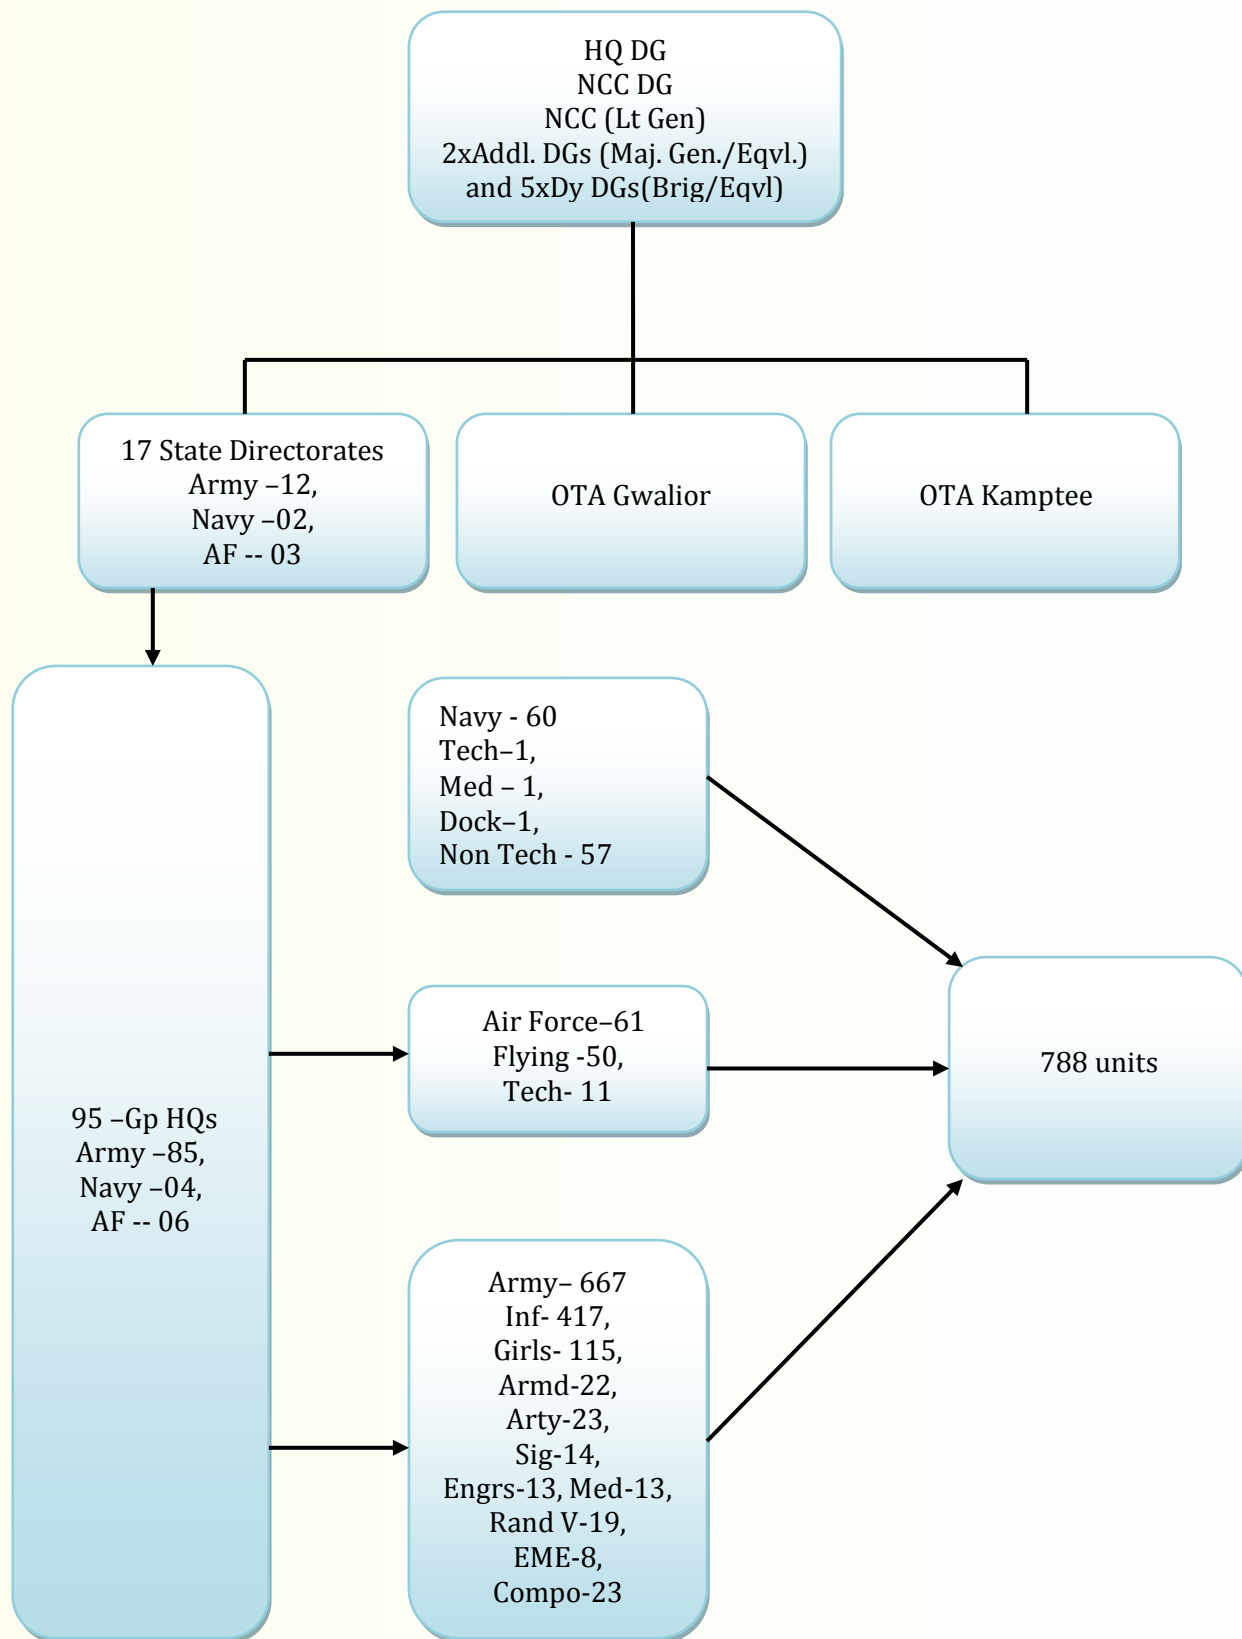 HQ DG
NCC DG
NCC (Lt Gen)
2xAddl. DGs (Maj. Gen./Eqvl.)
and 5xDy DGs(Brig/Eqvl)
17 State Directorates
Army –12,
Navy –02,
AF -- 03
OTA Gwalior
OTA Kamptee
95 –Gp HQs
Army –85,
Navy –04,
AF -- 06
Navy - 60
Tech–1,
Med – 1,
Dock–1,
Non Tech - 57
Air Force–61
Flying -50,
Tech- 11
Army– 667
Inf- 417,
Girls- 115,
Armd-22,
Arty-23,
Sig-14,
Engrs-13, Med-13,
Rand V-19,
EME-8,
Compo-23
788 units